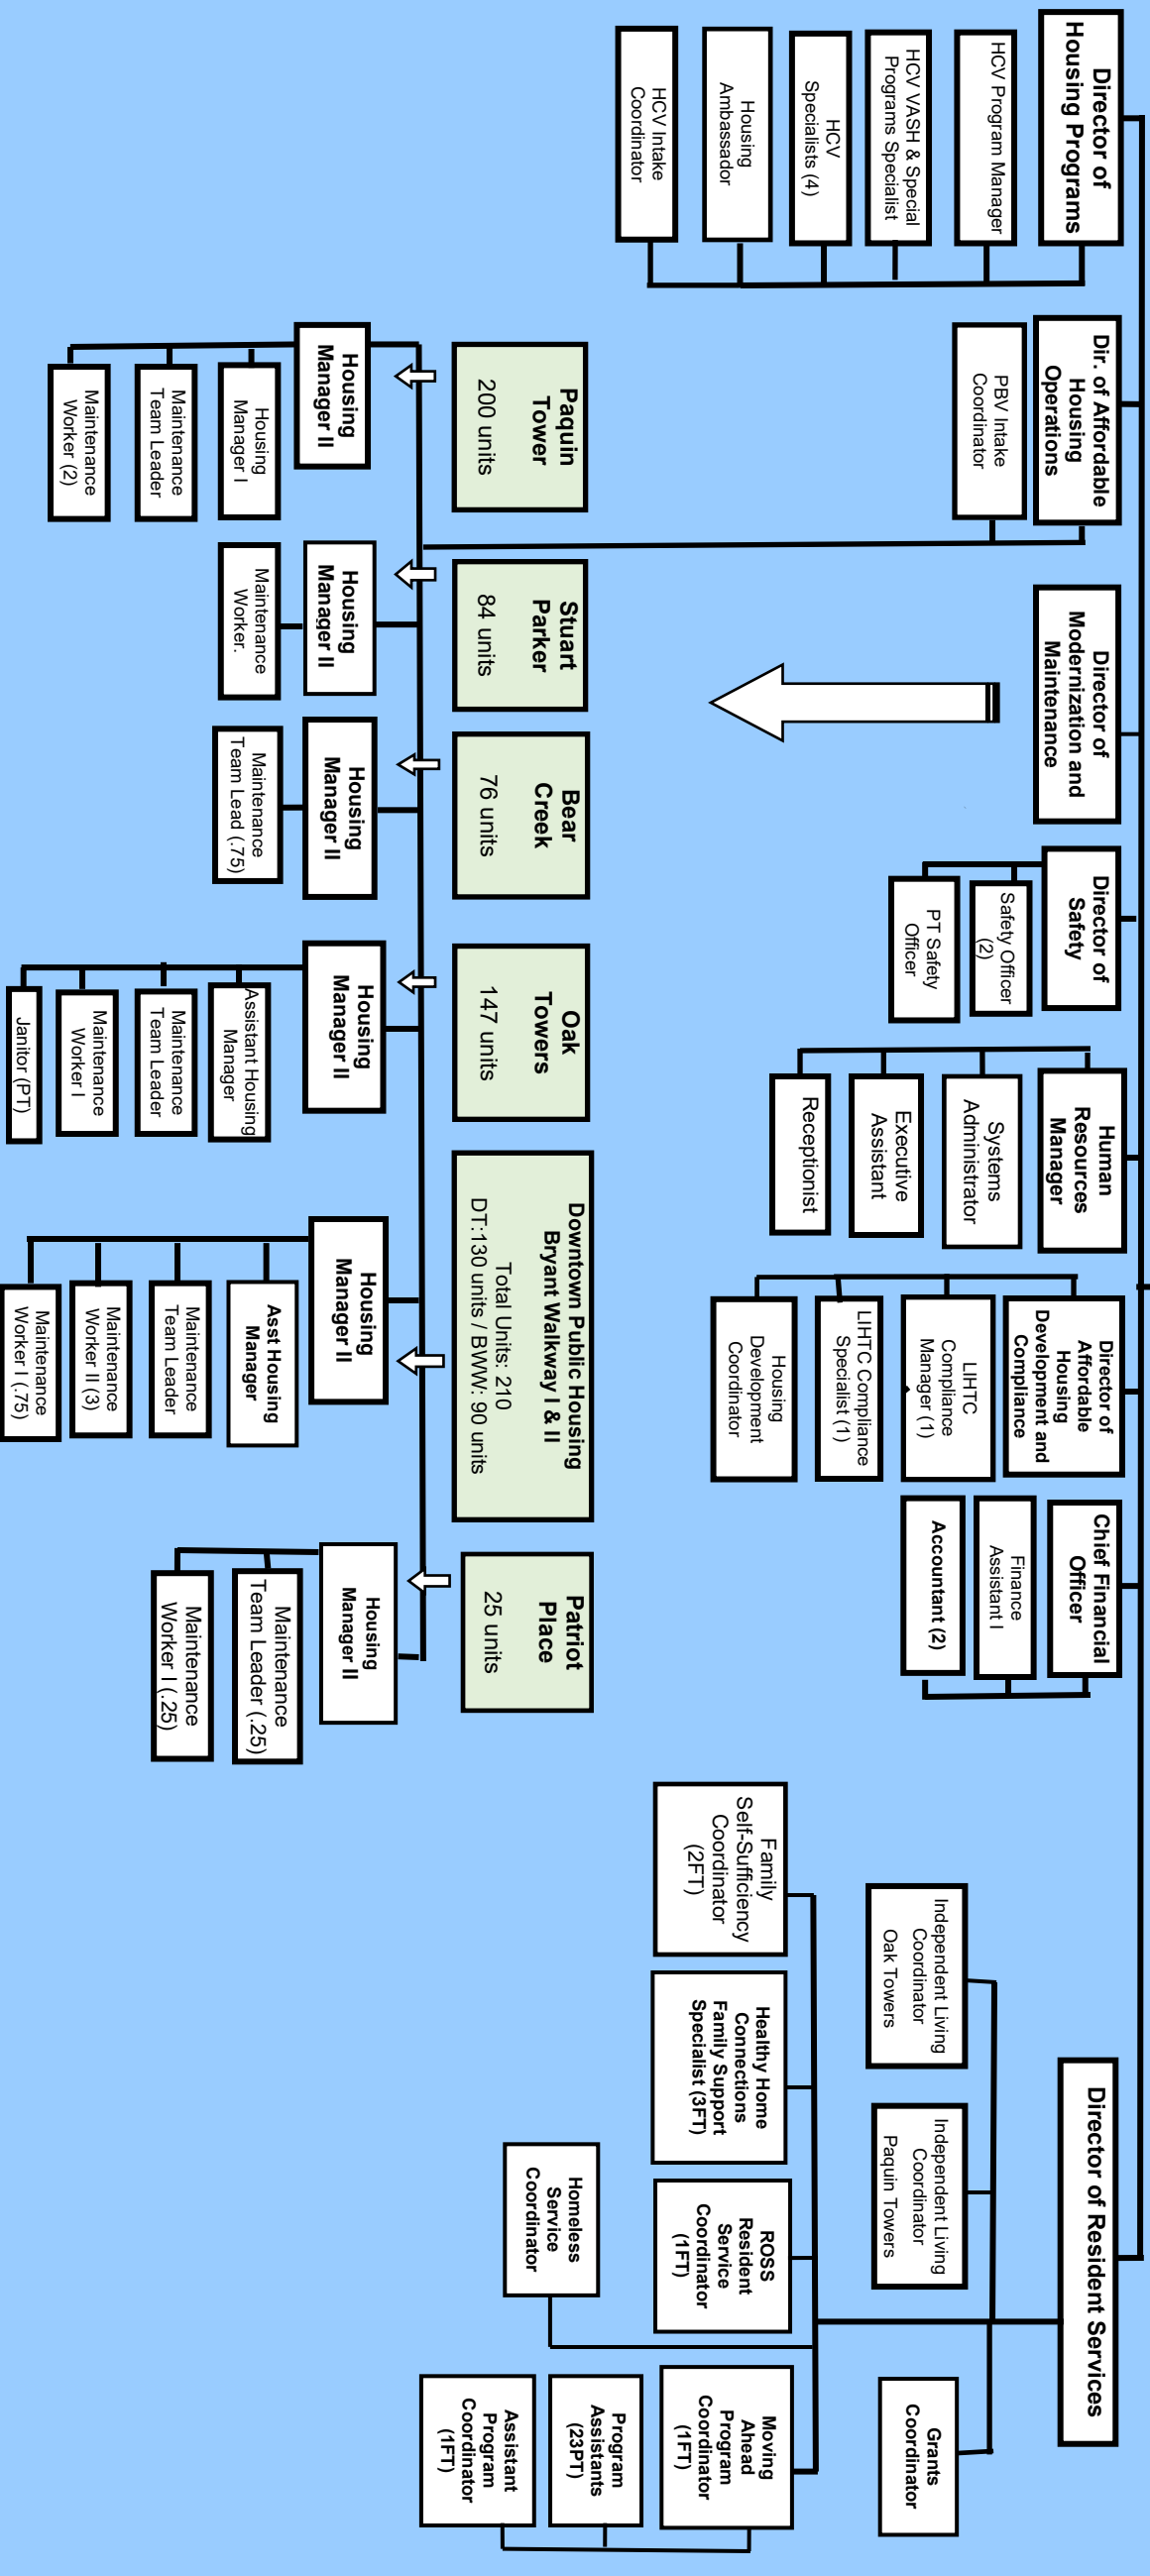 Director of
Housing Programs
HCV Program Manager
HCV VASH & Special
Programs Specialist
HCV
Specialists (4)
Housing
Ambassador
HCV Intake
Coordinator
Dir. of Affordable
Housing
Operations
PBV Intake
Coordinator
Director of
Modernization and
Maintenance
Director of
Safety
Safety Officer
(2)
PT Safety
Officer
Human
Resources
Manager
Systems
Administrator
Executive
Assistant
Receptionist
Director of
Affordable
Housing
Development and
Compliance
LIHTC
Compliance
Manager (1)
LIHTC Compliance
Specialist (1)
Housing
Development
Coordinator
Chief Financial
Officer
Finance
Assistant I
Accountant (2)
Director of Resident Services
Independent Living
Coordinator
Oak Towers
Independent Living
Coordinator
Paquin Towers
Grants
Coordinator
Family
Self-Sufficiency
Coordinator
(2FT)
Healthy Home
Connections
Family Support
Specialist (3FT)
ROSS
Resident
Service
Coordinator
(1FT)
Moving
Ahead
Program
Coordinator
(1FT)
Homeless
Service
Coordinator
Program
Assistants
(23PT)
Assistant
Program
Coordinator
(1FT)
Paquin
Tower
200 units
Stuart
Parker
84 units
Bear
Creek
76 units
Oak
Towers
147 units
Downtown Public Housing
Bryant Walkway I & II
Total Units: 210
DT:130 units / BWW: 90 units
Patriot
Place
25 units
Housing
Manager II
Housing
Manager I
Maintenance
Team Leader
Maintenance
Worker (2)
Housing
Manager II
Maintenance
Worker.
Housing
Manager II
Maintenance
Team Lead (.75)
Housing
Manager II
Assistant Housing
Manager
Maintenance
Team Leader
Maintenance
Worker I
Janitor (PT)
Housing
Manager II
Asst Housing
Manager
Maintenance
Team Leader
Maintenance
Worker II (3)
Maintenance
Worker I (.75)
Housing
Manager II
Maintenance
Team Leader (.25)
Maintenance
Worker I (.25)